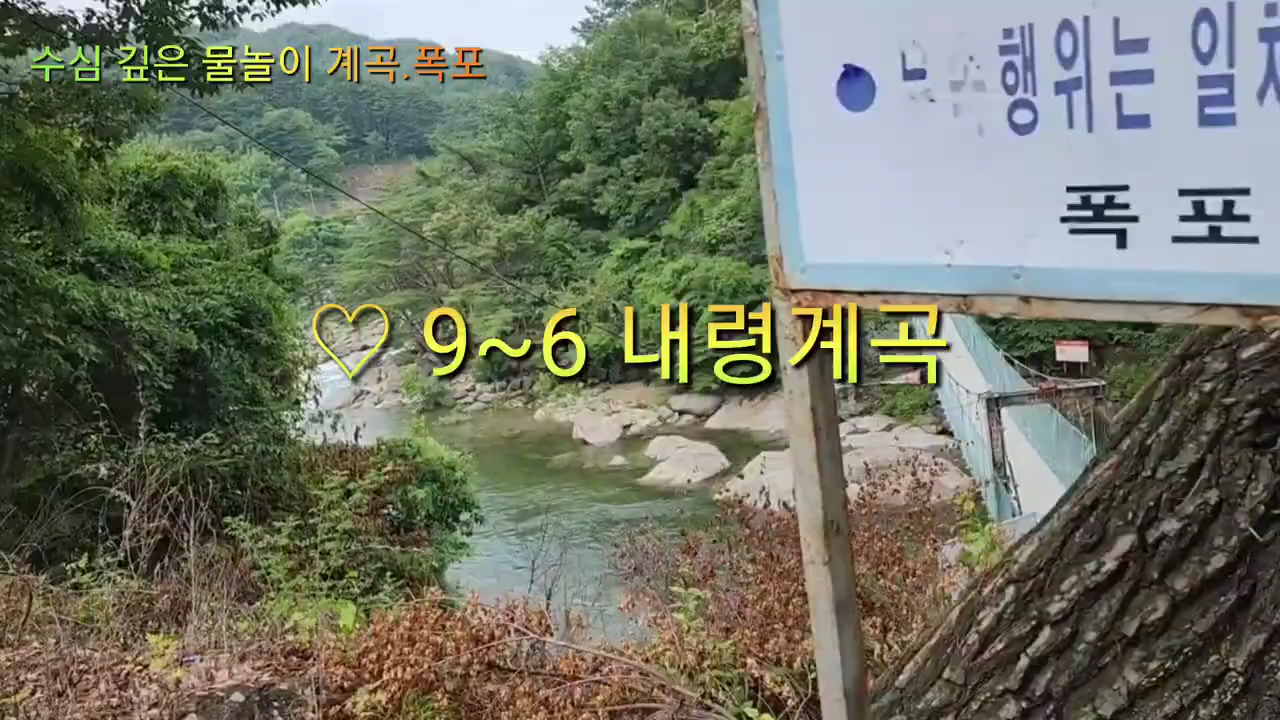 수심 깊은 물놀이 계곡.폭포
행위는 일체
폭포
♡ 9~6 내령계곡